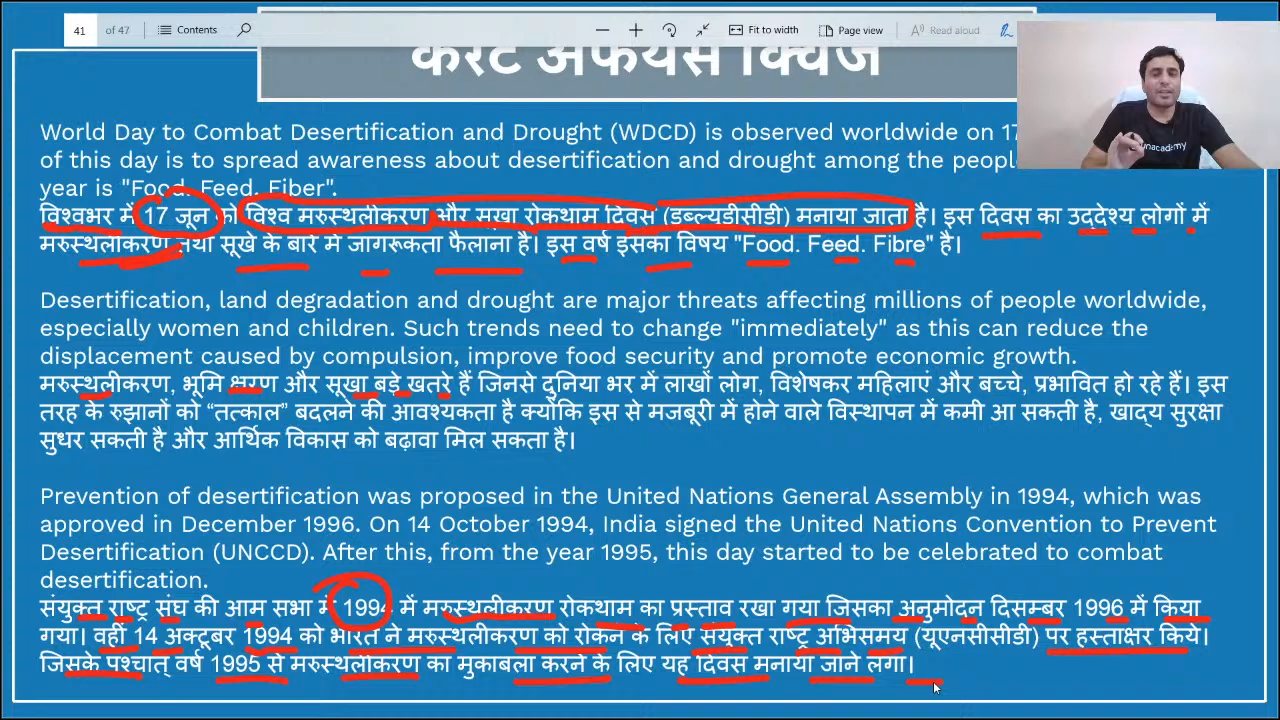 41 of 47 Contents Fit to width Page view Read aloud
करंट अफेयर्स क्विज
World Day to Combat Desertification and Drought (WDCD) is observed worldwide on 17
of this day is to spread awareness about desertification and drought among the people
year is "Food. Feed. Fiber".
विश्वभर में 17 जून को विश्व मरुस्थलीकरण और सूखा रोकथाम दिवस (डब्ल्यूडीसीडी) मनाया जाता है। इस दिवस का उद्देश्य लोगों में
मरुस्थलीकरण तथा सूखे के बारे में जागरूकता फैलाना है। इस वर्ष इसका विषय "Food. Feed. Fibre" है।
Desertification, land degradation and drought are major threats affecting millions of people worldwide,
especially women and children. Such trends need to change "immediately" as this can reduce the
displacement caused by compulsion, improve food security and promote economic growth.
मरुस्थलीकरण, भूमि क्षरण और सूखा बड़े खतरे हैं जिनसे दुनिया भर में लाखों लोग, विशेषकर महिलाएं और बच्चे, प्रभावित हो रहे हैं। इस
तरह के रुझानों को “तत्काल” बदलने की आवश्यकता है क्योंकि इस से मजबूरी में होने वाले विस्थापन में कमी आ सकती है, खाद्य सुरक्षा
सुधर सकती है और आर्थिक विकास को बढ़ावा मिल सकता है।
Prevention of desertification was proposed in the United Nations General Assembly in 1994, which was
approved in December 1996. On 14 October 1994, India signed the United Nations Convention to Prevent
Desertification (UNCCD). After this, from the year 1995, this day started to be celebrated to combat
desertification.
संयुक्त राष्ट्र संघ की आम सभा में 1994 में मरुस्थलीकरण रोकथाम का प्रस्ताव रखा गया जिसका अनुमोदन दिसम्बर 1996 में किया
गया। वहीं 14 अक्टूबर 1994 को भारत ने मरुस्थलीकरण को रोकने के लिए संयुक्त राष्ट्र अभिसमय (यूएनसीसीडी) पर हस्ताक्षर किये।
जिसके पश्चात् वर्ष 1995 से मरुस्थलीकरण का मुकाबला करने के लिए यह दिवस मनाया जाने लगा।
unacademy